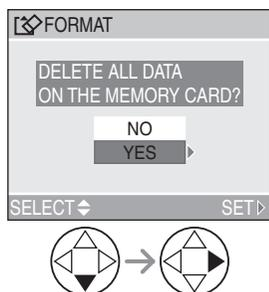 FORMAT
DELETE ALL DATA
ON THE MEMORY CARD?
NO
YES
SELECT
SET